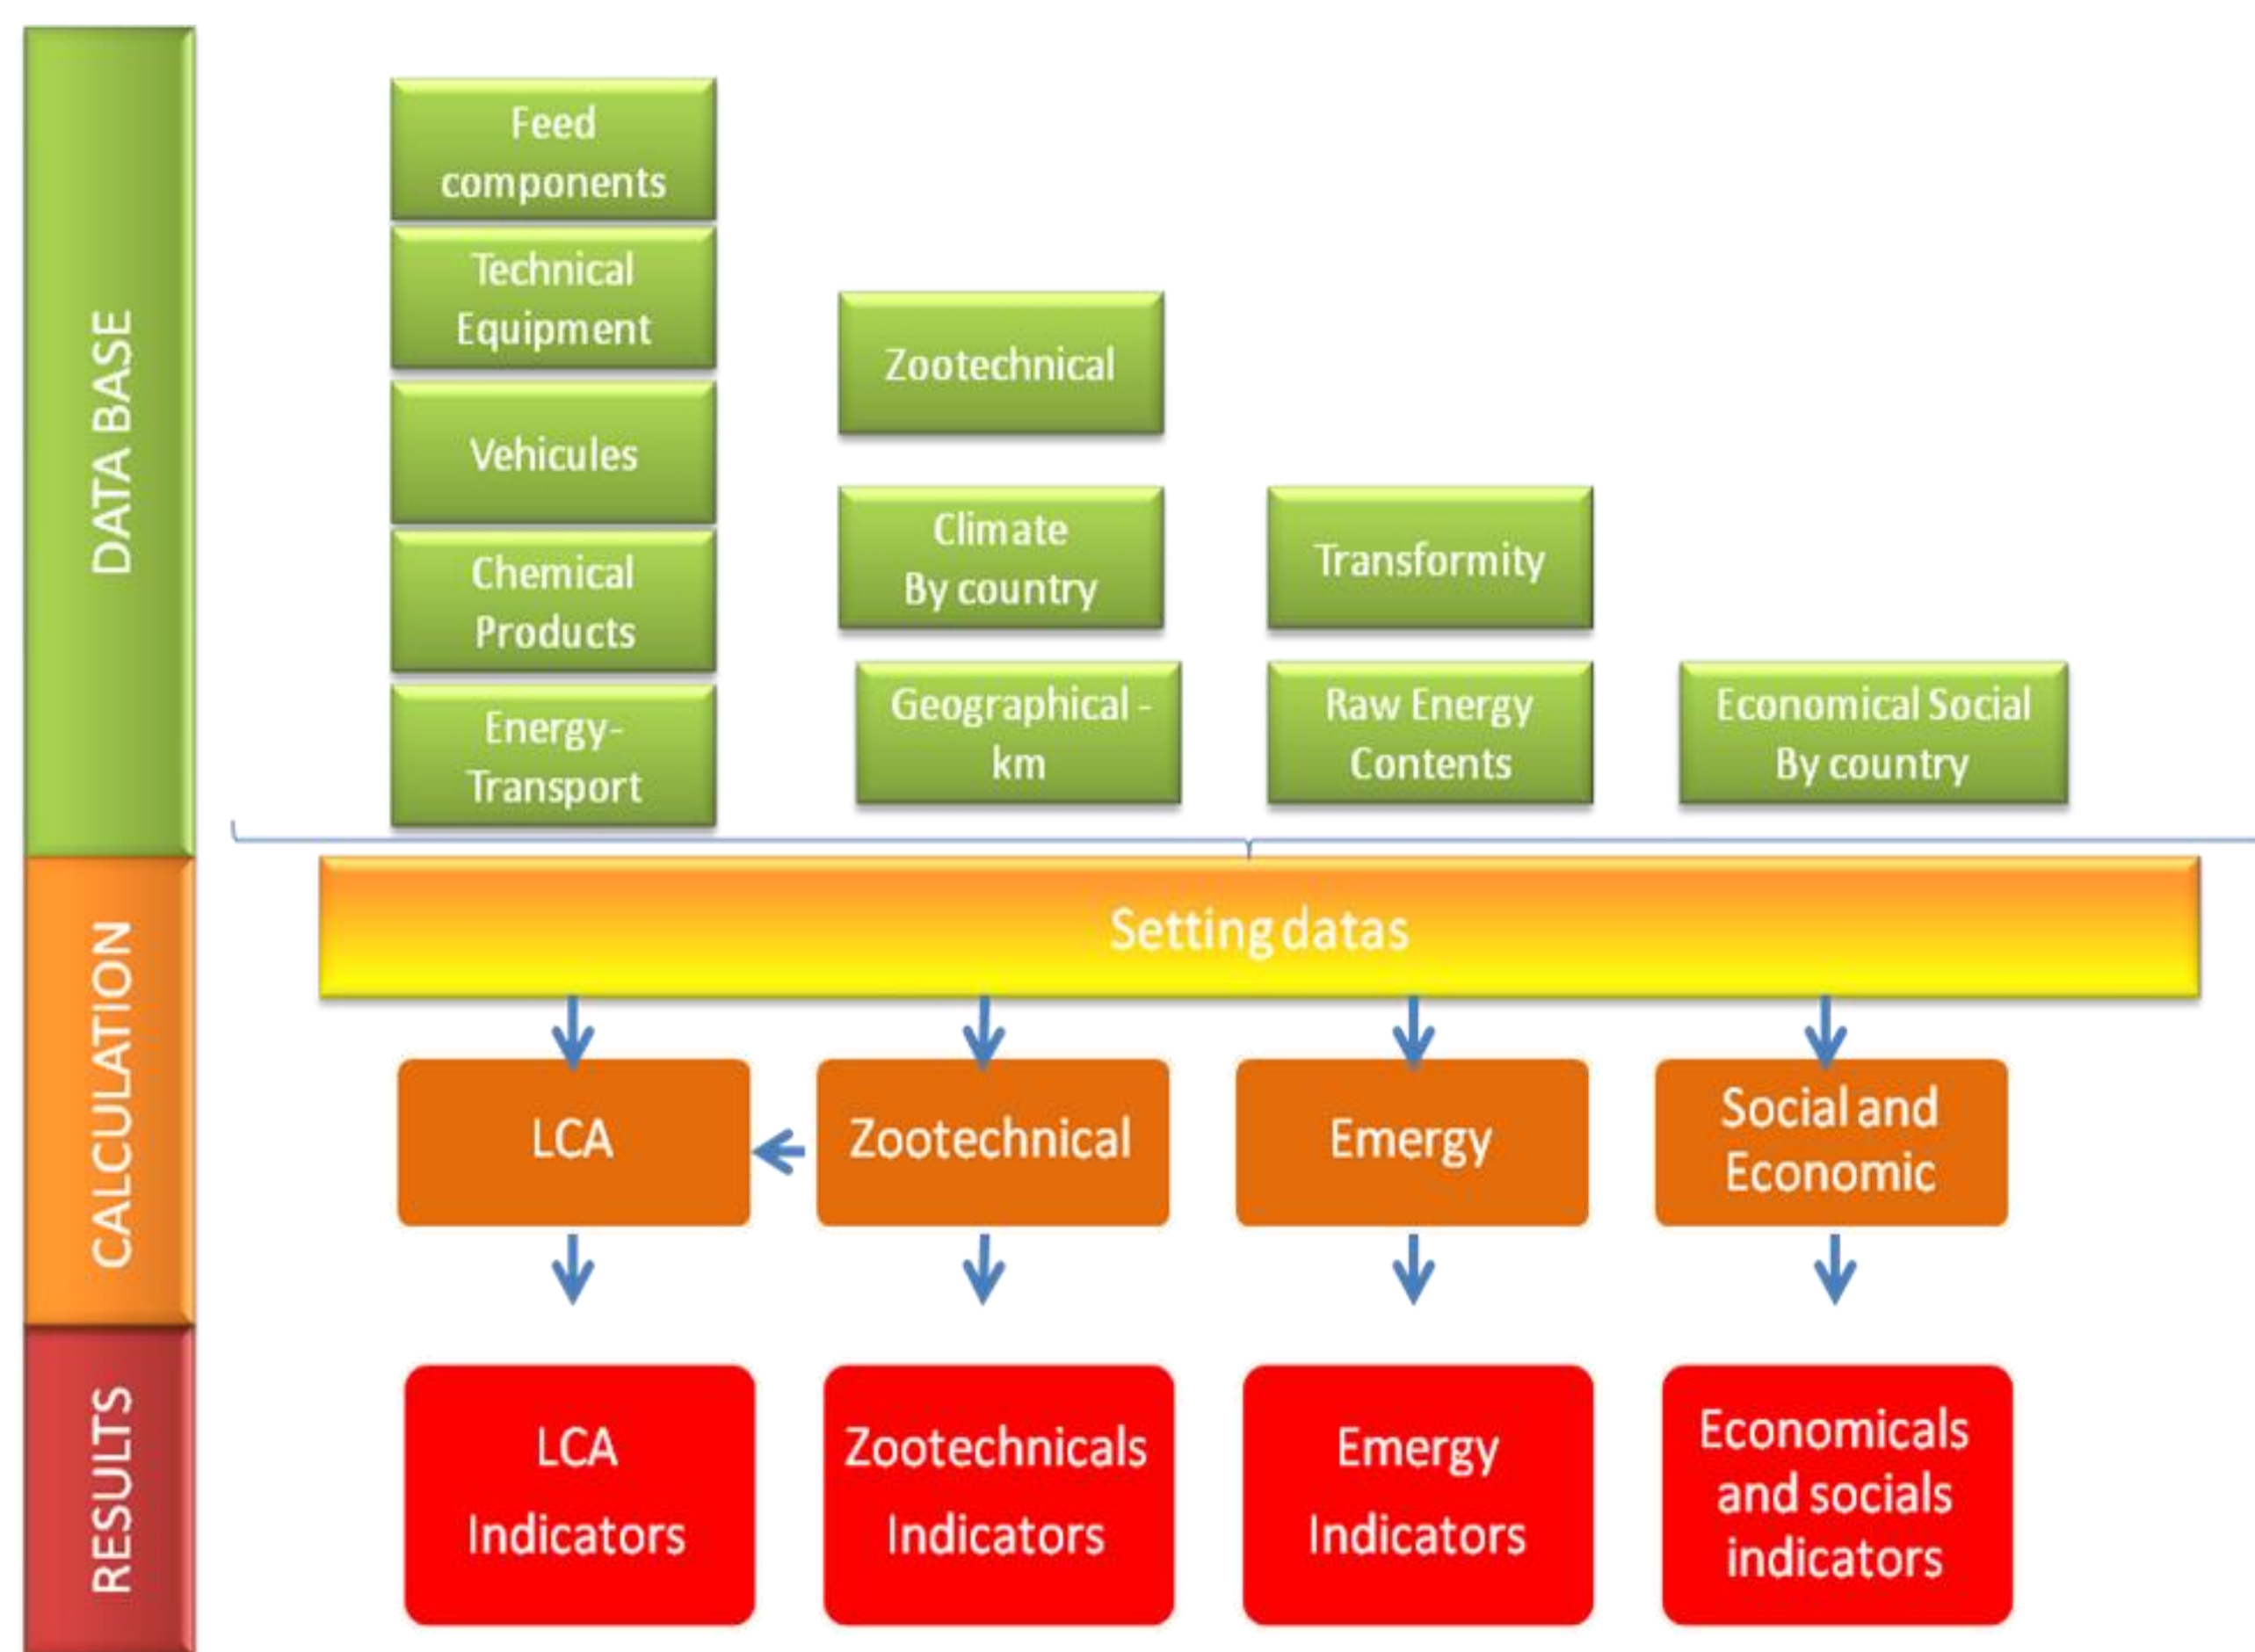 DATA BASE
Feed
components
Technical
Equipment
Vehicules
Chemical
Products
Energy-
Transport
Zootechnical
Climate
By country
Geographical -
km
Transformity
Raw Energy
Contents
Economical Social
By country
CALCULATION
Setting datas
LCA
Zootechnical
Emergy
Social and
Economic
RESULTS
LCA
Indicators
Zootechnicals
Indicators
Emergy
Indicators
Economicals
and socials
indicators